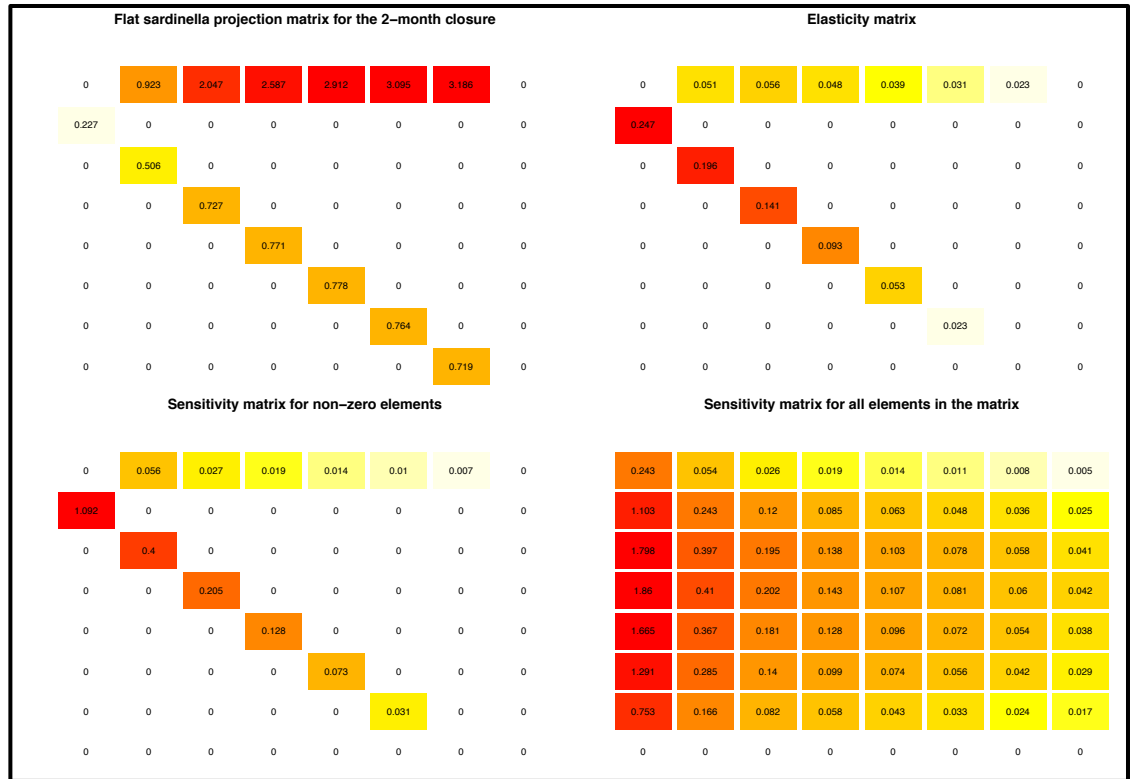 Flat sardinella projection matrix for the 2−month closure
0 0.923 2.047 2.587 2.912 3.095 3.186 0
0.227 0 0 0 0 0 0 0
0 0.506 0 0 0 0 0 0
0 0 0.727 0 0 0 0 0
0 0 0 0.771 0 0 0 0
0 0 0 0 0.778 0 0 0
0 0 0 0 0 0.764 0 0
0 0 0 0 0 0 0.719 0
Elasticity matrix
0 0.051 0.056 0.048 0.039 0.031 0.023 0
0.247 0 0 0 0 0 0 0
0 0.196 0 0 0 0 0 0
0 0 0.141 0 0 0 0 0
0 0 0 0.093 0 0 0 0
0 0 0 0 0.053 0 0 0
0 0 0 0 0 0.023 0 0
0 0 0 0 0 0 0 0
Sensitivity matrix for non−zero elements
0 0.056 0.027 0.019 0.014 0.01 0.007 0
1.092 0 0 0 0 0 0 0
0 0.4 0 0 0 0 0 0
0 0 0.205 0 0 0 0 0
0 0 0 0.128 0 0 0 0
0 0 0 0 0.073 0 0 0
0 0 0 0 0 0.031 0 0
0 0 0 0 0 0 0 0
Sensitivity matrix for all elements in the matrix
0.243 0.054 0.026 0.019 0.014 0.011 0.008 0.005
1.103 0.243 0.12 0.085 0.063 0.048 0.036 0.025
1.798 0.397 0.195 0.138 0.103 0.078 0.058 0.041
1.86 0.41 0.202 0.143 0.107 0.081 0.06 0.042
1.665 0.367 0.181 0.128 0.096 0.072 0.054 0.038
1.291 0.285 0.14 0.099 0.074 0.056 0.042 0.029
0.753 0.166 0.082 0.058 0.043 0.033 0.024 0.017
0 0 0 0 0 0 0 0